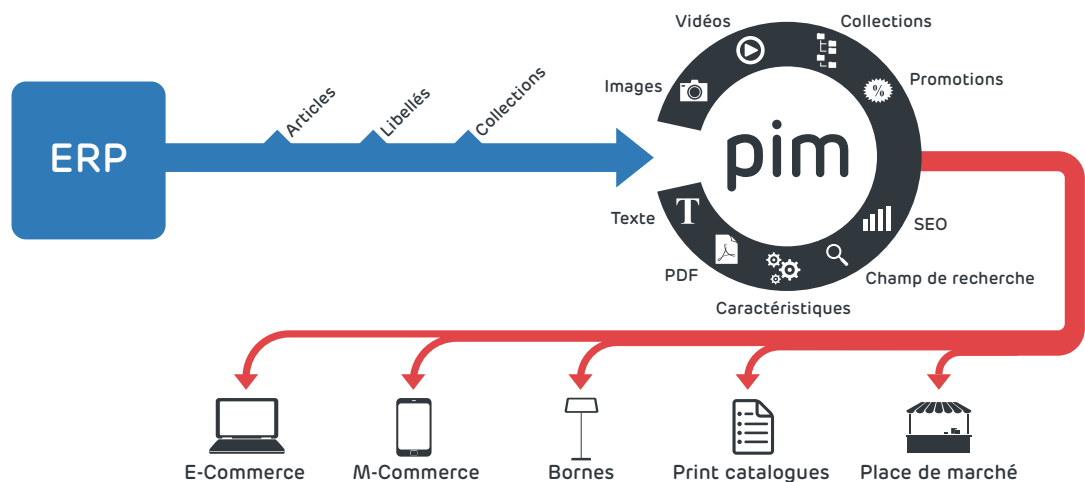 ERP
Articles
Libellés
Collections
pim
Vidéos
Collections
Images
%
Promotions
Texte
T
SEO
PDF
Champ de recherche
Caractéristiques
E-Commerce
M-Commerce
Bornes
Print catalogues
Place de marché